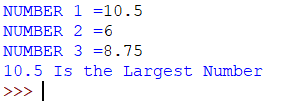 NUMBER 1 =10.5
NUMBER 2 =6
NUMBER 3 =8.75
10.5 Is the Largest Number
>>>